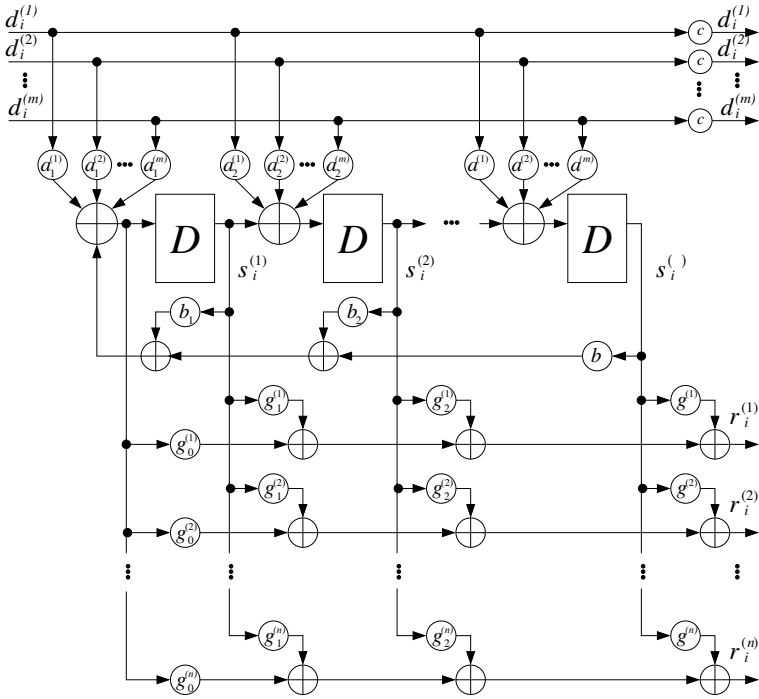 d_i^(1) c d_i^(1)
d_i^(2) c d_i^(2)
d_i^(m) c d_i^(m)
a_1^(1) a_1^(2) a_1^(m) a_2^(1) a_2^(2) a_2^(m) a^(1) a^(2) a^(m)
D D D
s_i^(1) s_i^(2) s_i^( )
b_1 b_2
b
g_1^(1) g_2^(1) g^(1) r_i^(1)
g_0^(1)
g_1^(2) g_2^(2) g^(2) r_i^(2)
g_0^(2)
g_1^(n) g_2^(n) g^(n) r_i^(n)
g_0^(n)